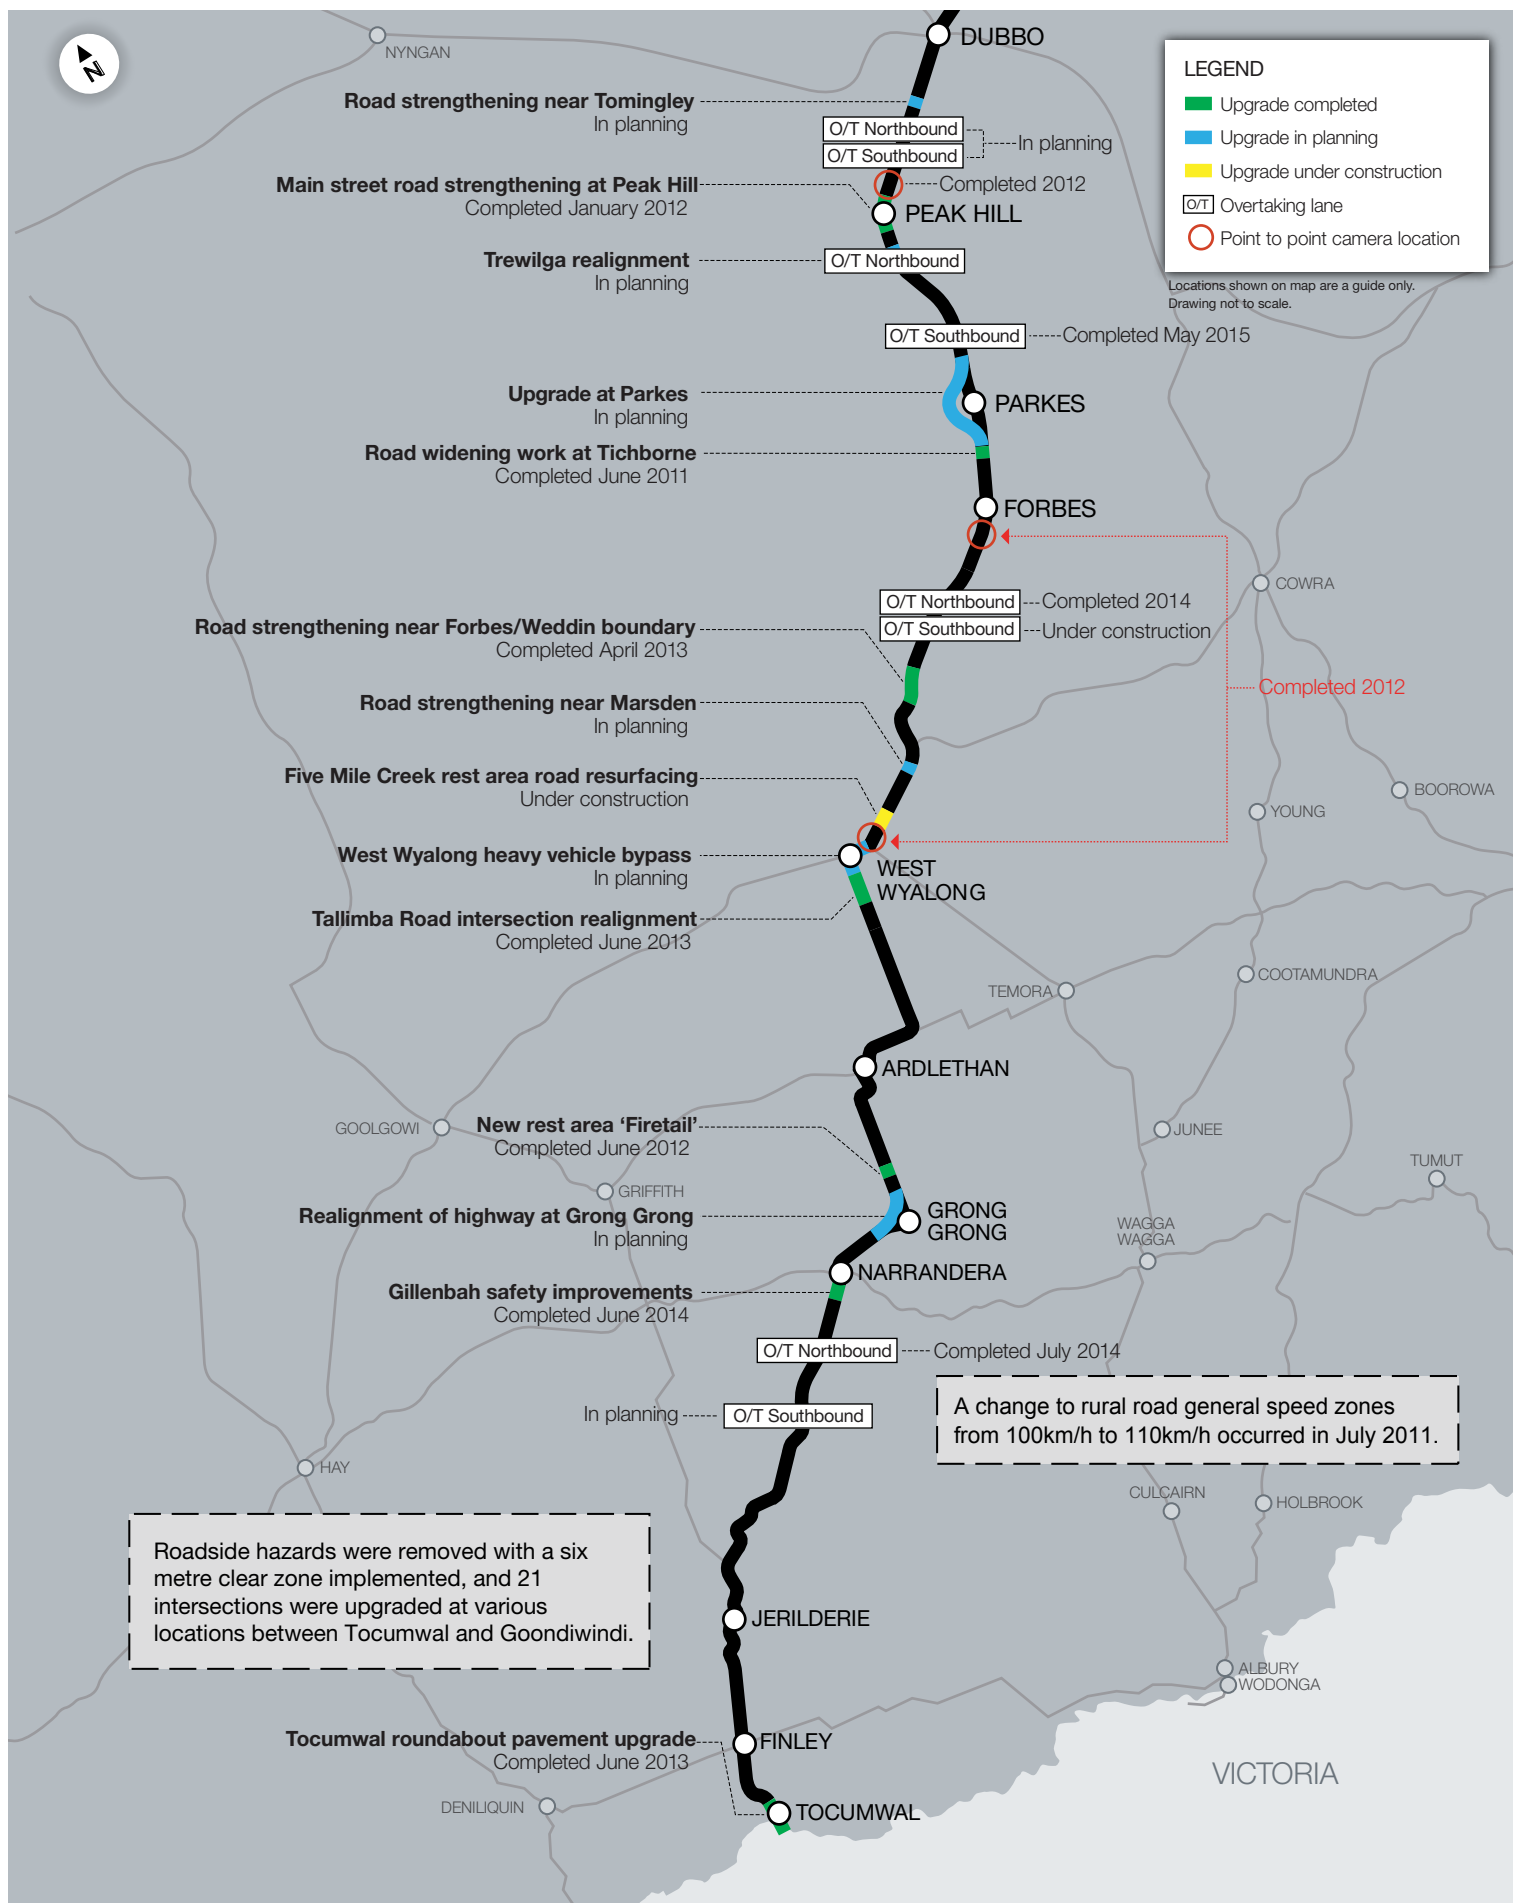 DUBBO
NYNGAN
N
LEGEND
Upgrade completed
Upgrade in planning
Upgrade under construction
O/T Overtaking lane
Point to point camera location
Locations shown on map are a guide only.
Drawing not to scale.
Road strengthening near Tomingley
In planning
O/T Northbound
O/T Southbound
In planning
Main street road strengthening at Peak Hill
Completed January 2012
Completed 2012
PEAK HILL
Trewilga realignment
In planning
O/T Northbound
O/T Southbound
Completed May 2015
Upgrade at Parkes
In planning
PARKES
Road widening work at Tichborne
Completed June 2011
FORBES
COWRA
O/T Northbound
Completed 2014
O/T Southbound
Under construction
Road strengthening near Forbes/Weddin boundary
Completed April 2013
Completed 2012
Road strengthening near Marsden
In planning
Five Mile Creek rest area road resurfacing
Under construction
BOOROWA
YOUNG
West Wyalong heavy vehicle bypass
In planning
WEST
WYALONG
Tallimba Road intersection realignment
Completed June 2013
COOTAMUNDRA
TEMORA
ARDLETHAN
GOOLGOWI
New rest area ‘Firetail’
Completed June 2012
JUNEE
TUMUT
GRIFFITH
Realignment of highway at Grong Grong
In planning
GRONG
GRONG
WAGGA
WAGGA
NARRANDERA
Gillenbah safety improvements
Completed June 2014
O/T Northbound
Completed July 2014
In planning
O/T Southbound
A change to rural road general speed zones
from 100km/h to 110km/h occurred in July 2011.
HAY
CULCAIRN
HOLBROOK
Roadside hazards were removed with a six
metre clear zone implemented, and 21
intersections were upgraded at various
locations between Tocumwal and Goondiwindi.
JERILDERIE
ALBURY
WODONGA
Tocumwal roundabout pavement upgrade
Completed June 2013
FINLEY
VICTORIA
DENILIQUIN
TOCUMWAL